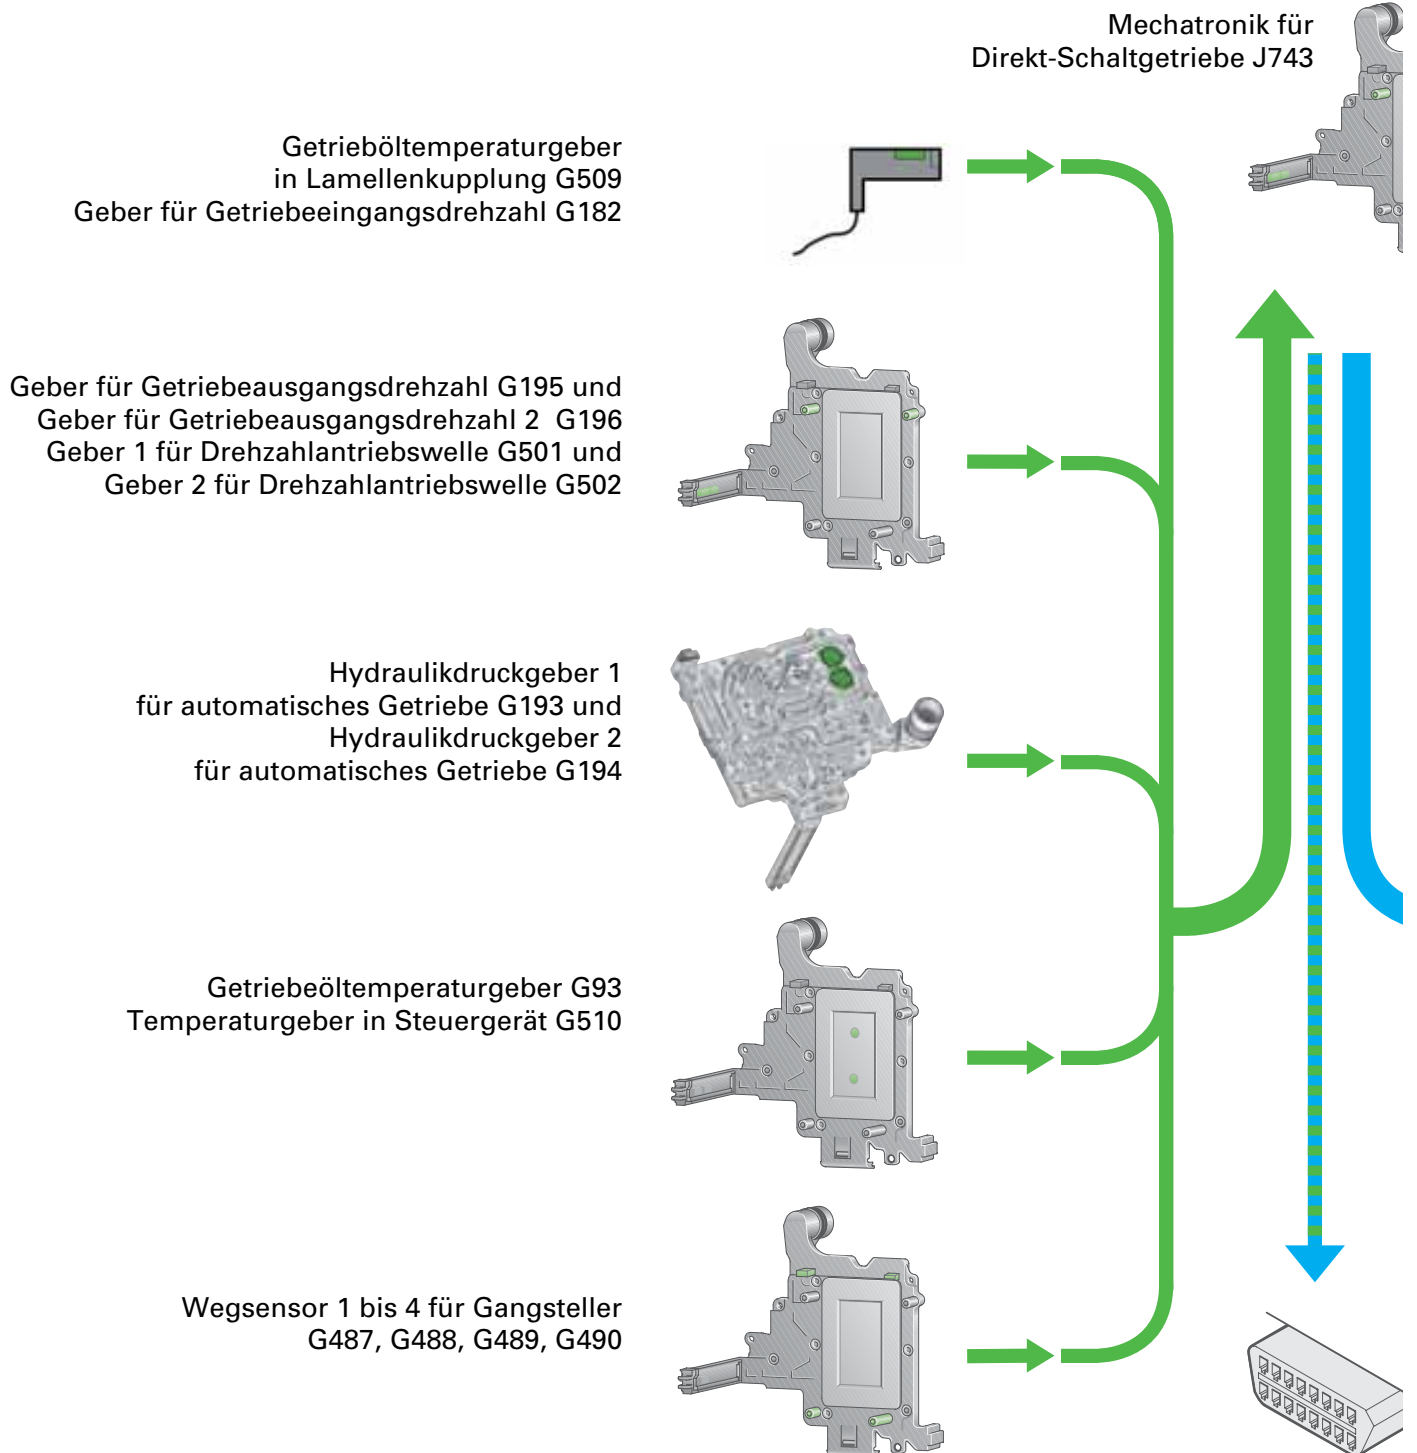 Mechatronik für
Direkt-Schaltgetriebe J743
Getrieböltemperaturgeber
in Lamellenkupplung G509
Geber für Getriebeeingangsdrehzahl G182
Geber für Getriebeausgangsdrehzahl G195 und
Geber für Getriebeausgangsdrehzahl 2 G196
Geber 1 für Drehzahlantriebswelle G501 und
Geber 2 für Drehzahlantriebswelle G502
Hydraulikdruckgeber 1
für automatisches Getriebe G193 und
Hydraulikdruckgeber 2
für automatisches Getriebe G194
Getriebeöltemperaturgeber G93
Temperaturgeber in Steuergerät G510
Wegsensor 1 bis 4 für Gangsteller
G487, G488, G489, G490